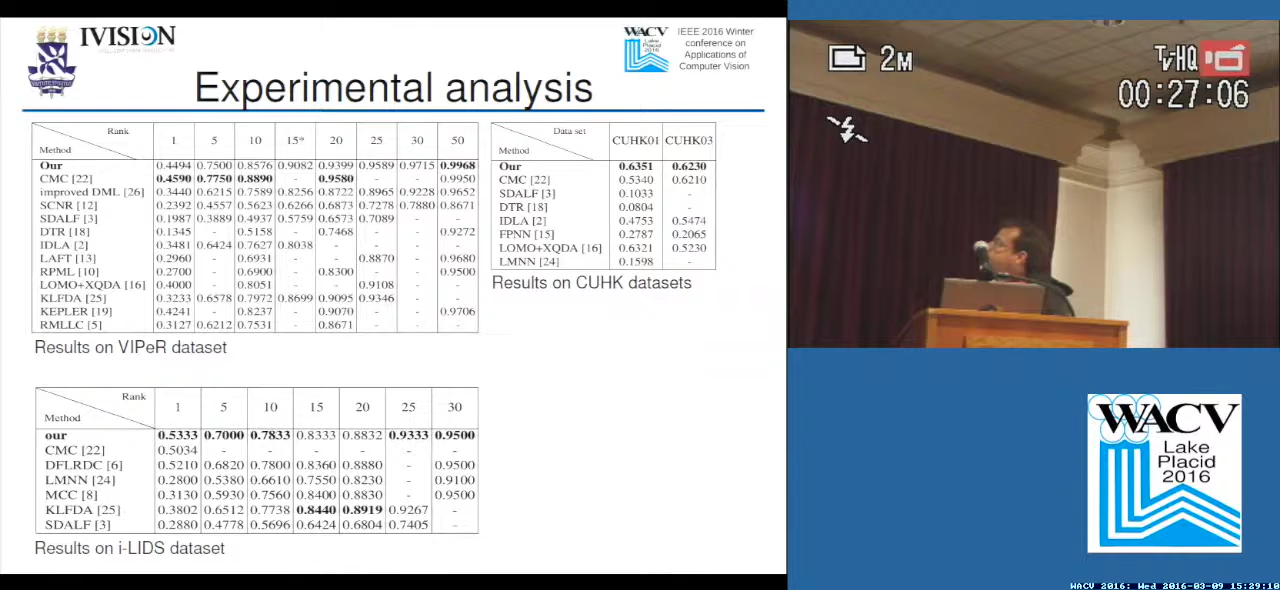 IVISION
WACV
Lake
Placid
2016
IEEE 2016 Winter
conference on
Applications of
Computer Vision
Experimental analysis
Rank
Method
1 5 10 15* 20 25 30 50
Our 0.4494 0.7500 0.8576 0.9082 0.9399 0.9589 0.9715 0.9968
CMC [22] 0.4590 0.7750 0.8890 - 0.9580 - - 0.9950
improved DML [26] 0.3440 0.6215 0.7589 0.8256 0.8722 0.8965 0.9228 0.9652
SCNR [12] 0.2392 0.4557 0.5623 0.6266 0.6873 0.7278 0.7880 0.8671
SDALF [3] 0.1987 0.3889 0.4937 0.5759 0.6573 0.7089 - -
DTR [18] 0.1345 - 0.5158 - 0.7468 - - 0.9272
IDLA [2] 0.3481 0.6424 0.7627 0.8038 - - - -
LAFT [13] 0.2960 - 0.6931 - - 0.8870 - 0.9680
RPML [10] 0.2700 - 0.6900 - 0.8300 - - 0.9500
LOMO+XQDA [16] 0.4000 - 0.8051 - - 0.9108 - -
KLFDA [25] 0.3233 0.6578 0.7972 0.8699 0.9095 0.9346 - -
KEPLER [19] 0.4241 - 0.8237 - 0.9070 - - 0.9706
RMLLC [5] 0.3127 0.6212 0.7531 - 0.8671 - - -
Results on VIPeR dataset
Data set
Method
CUHK01 CUHK03
Our 0.6351 0.6230
CMC [22] 0.5340 0.6210
SDALF [3] 0.1033 -
DTR [18] 0.0804 -
IDLA [2] 0.4753 0.5474
FPNN [15] 0.2787 0.2065
LOMO+XQDA [16] 0.6321 0.5230
LMNN [24] 0.1598 -
Results on CUHK datasets
Rank
Method
1 5 10 15 20 25 30
our 0.5333 0.7000 0.7833 0.8333 0.8832 0.9333 0.9500
CMC [22] 0.5034 - - - - - -
DFLRDC [6] 0.5210 0.6820 0.7800 0.8360 0.8880 - 0.9500
LMNN [24] 0.2800 0.5380 0.6610 0.7550 0.8230 - 0.9100
MCC [8] 0.3130 0.5930 0.7560 0.8400 0.8830 - 0.9500
KLFDA [25] 0.3802 0.6512 0.7738 0.8440 0.8919 0.9267 -
SDALF [3] 0.2880 0.4778 0.5696 0.6424 0.6804 0.7405 -
Results on i-LIDS dataset
2M
Tv-HQ
00:27:06
WACV
Lake
Placid
2016
WACV 2016: Wed 2016-03-09 15:29:10